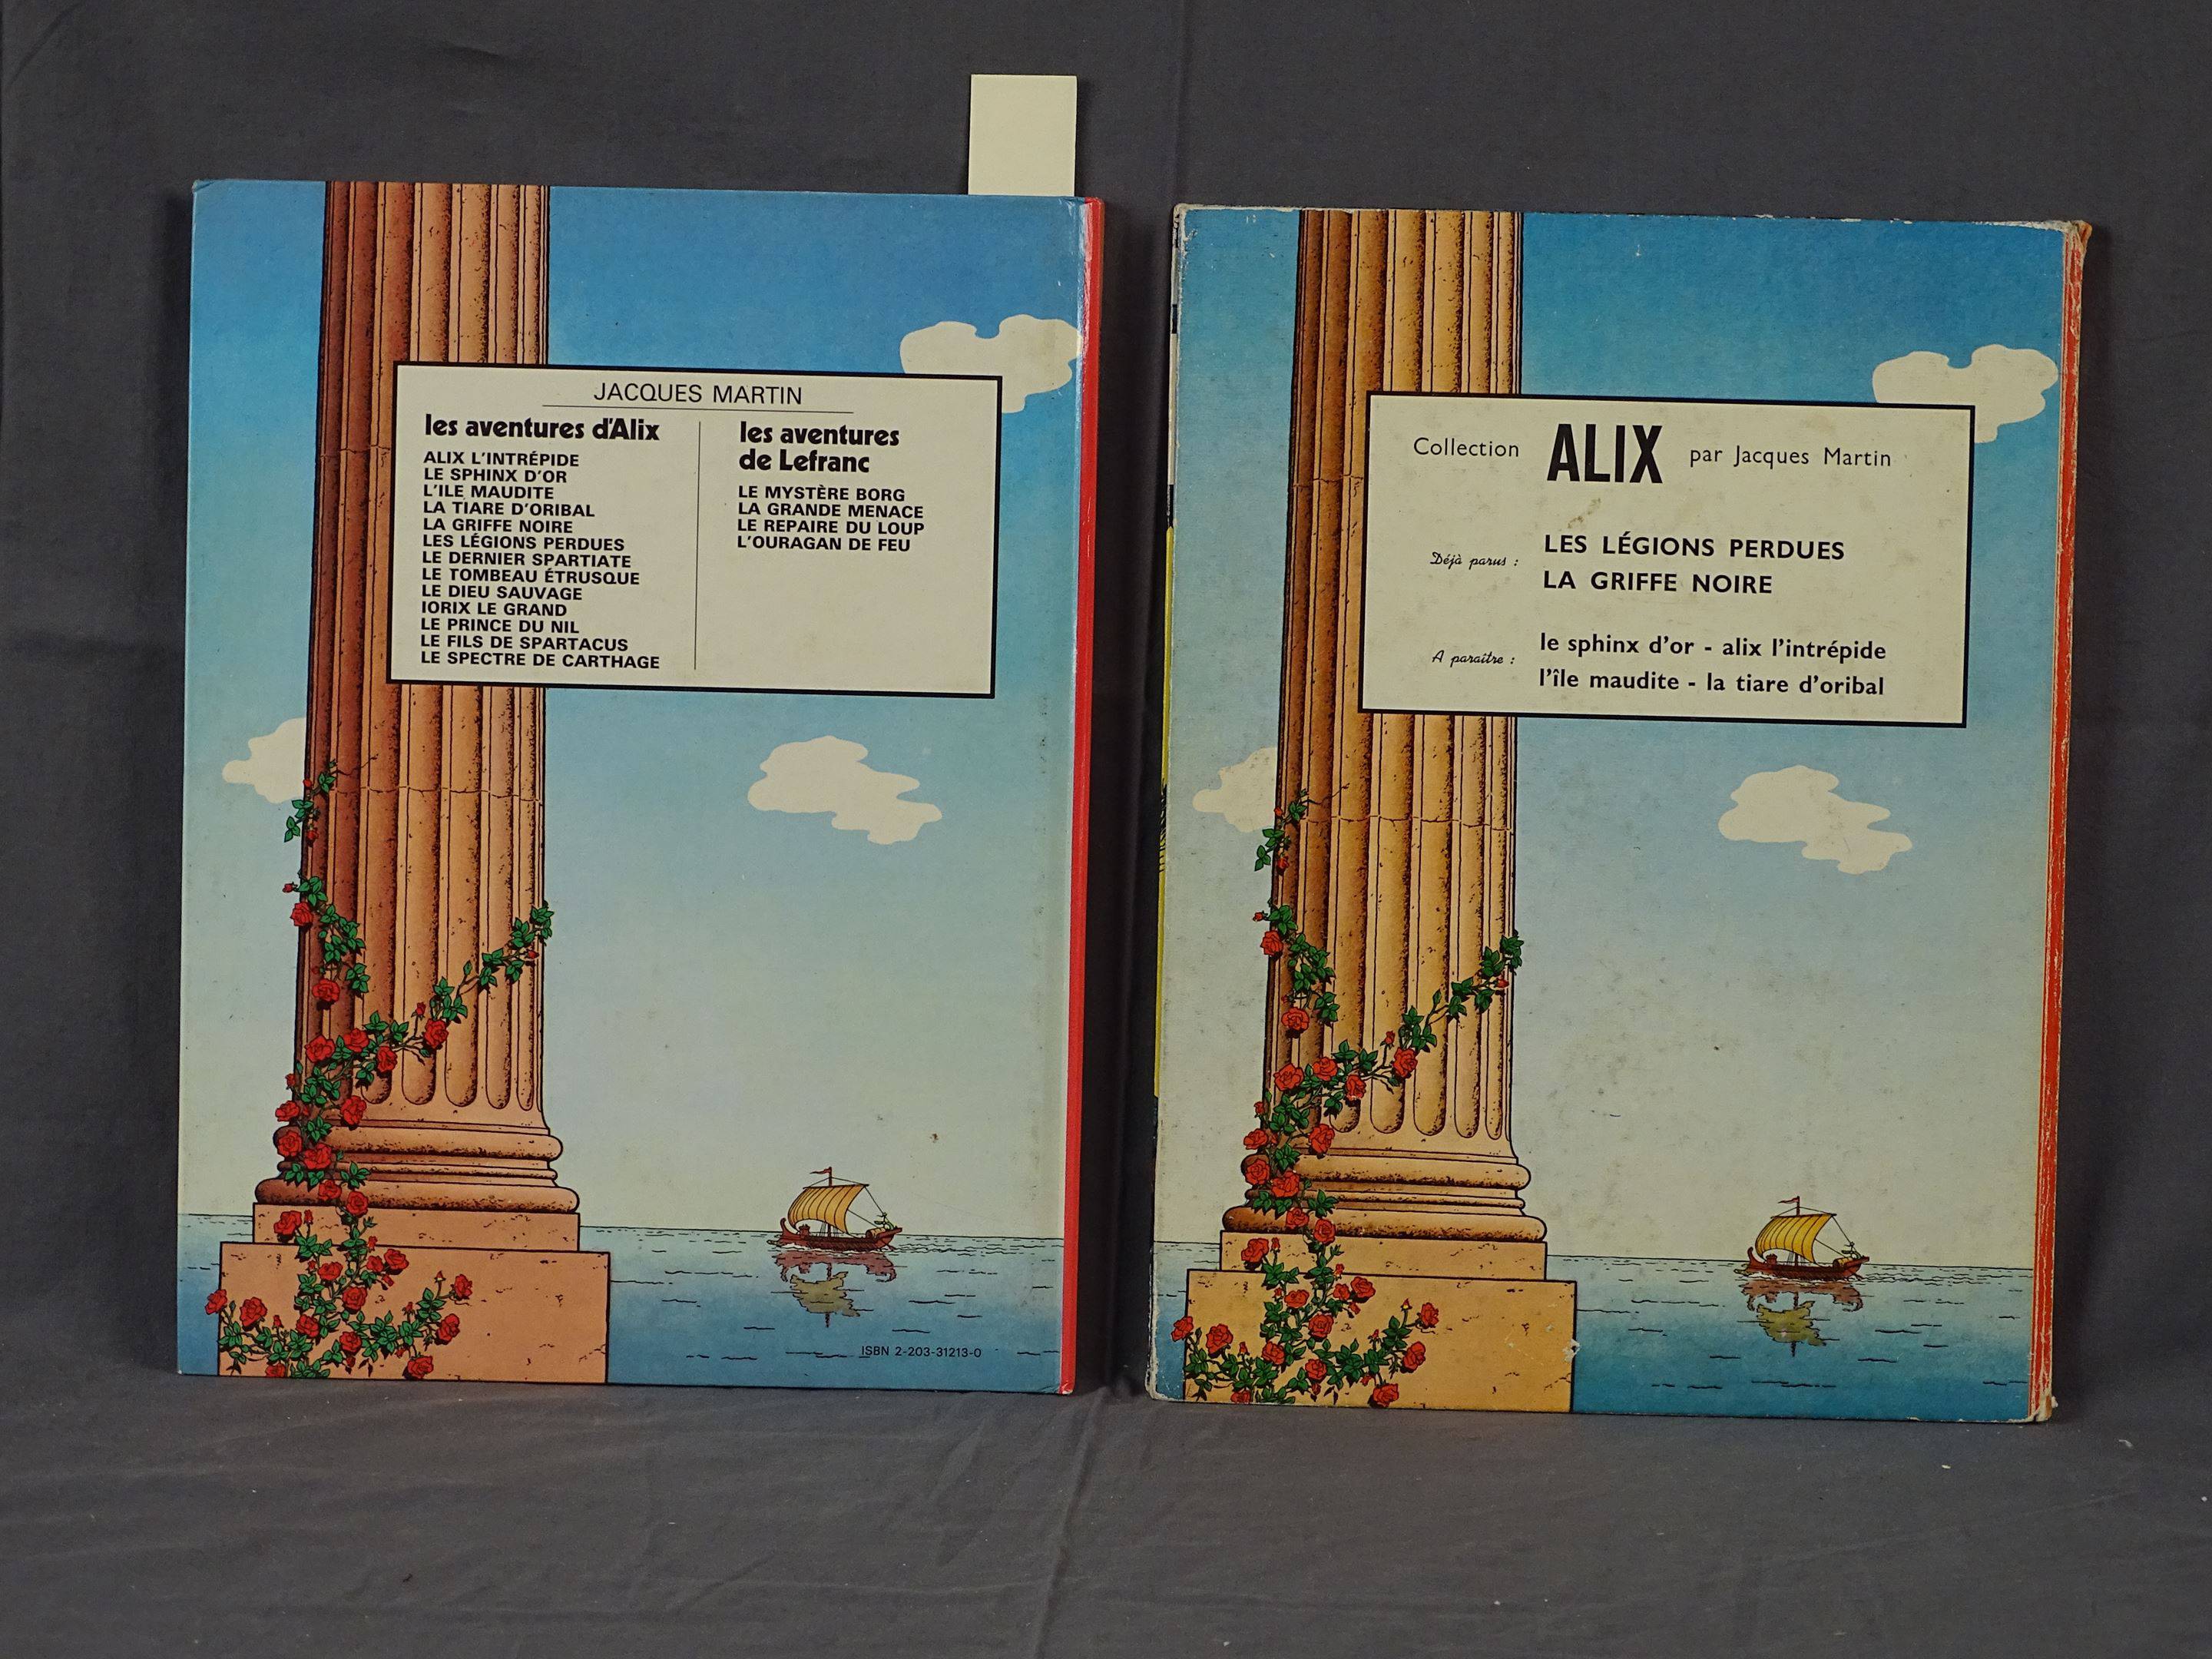 JACQUES MARTIN
les aventures d'Alix
ALIX L'INTRÉPIDE
LE SPHINX D'OR
L'ILE MAUDITE
LA TIARE D'ORIBAL
LA GRIFFE NOIRE
LES LÉGIONS PERDUES
LE DERNIER SPARTIATE
LE TOMBEAU ÉTRUSQUE
LE DIEU SAUVAGE
IORIX LE GRAND
LE PRINCE DU NIL
LE FILS DE SPARTACUS
LE SPECTRE DE CARTHAGE
les aventures
de Lefranc
LE MYSTÈRE BORG
LA GRANDE MENACE
LE REPAIRE DU LOUP
L'OURAGAN DE FEU
ISBN 2-203-31213-0
Collection ALIX par Jacques Martin
Déjà parus :
LES LÉGIONS PERDUES
LA GRIFFE NOIRE
A paraître :
le sphinx d'or - alix l'intrépide
l'île maudite - la tiare d'oribal